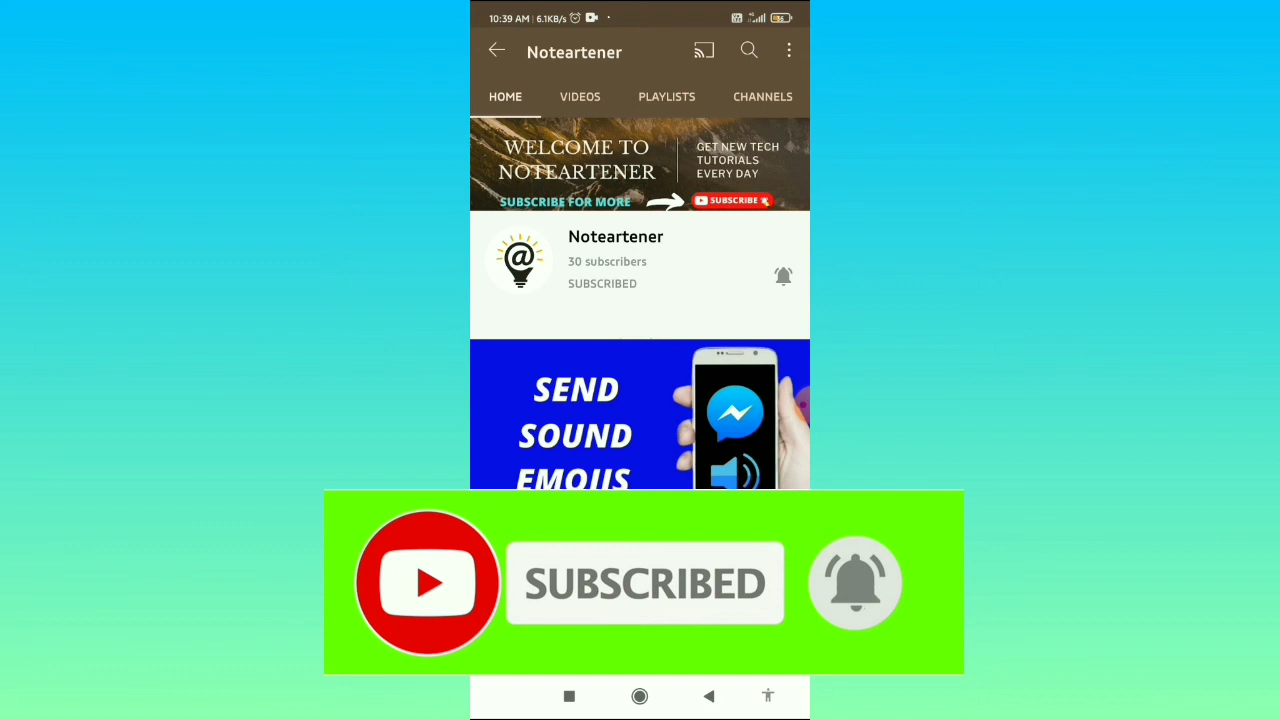 10:39 AM | 6.1KB/s
Noteartener
HOME VIDEOS PLAYLISTS CHANNELS
WELCOME TO
NOTEARTENER
SUBSCRIBE FOR MORE
GET NEW TECH
TUTORIALS
EVERY DAY
SUBSCRIBE
@
Noteartener
30 subscribers
SUBSCRIBED
SEND
SOUND
EMOJIS
SUBSCRIBED